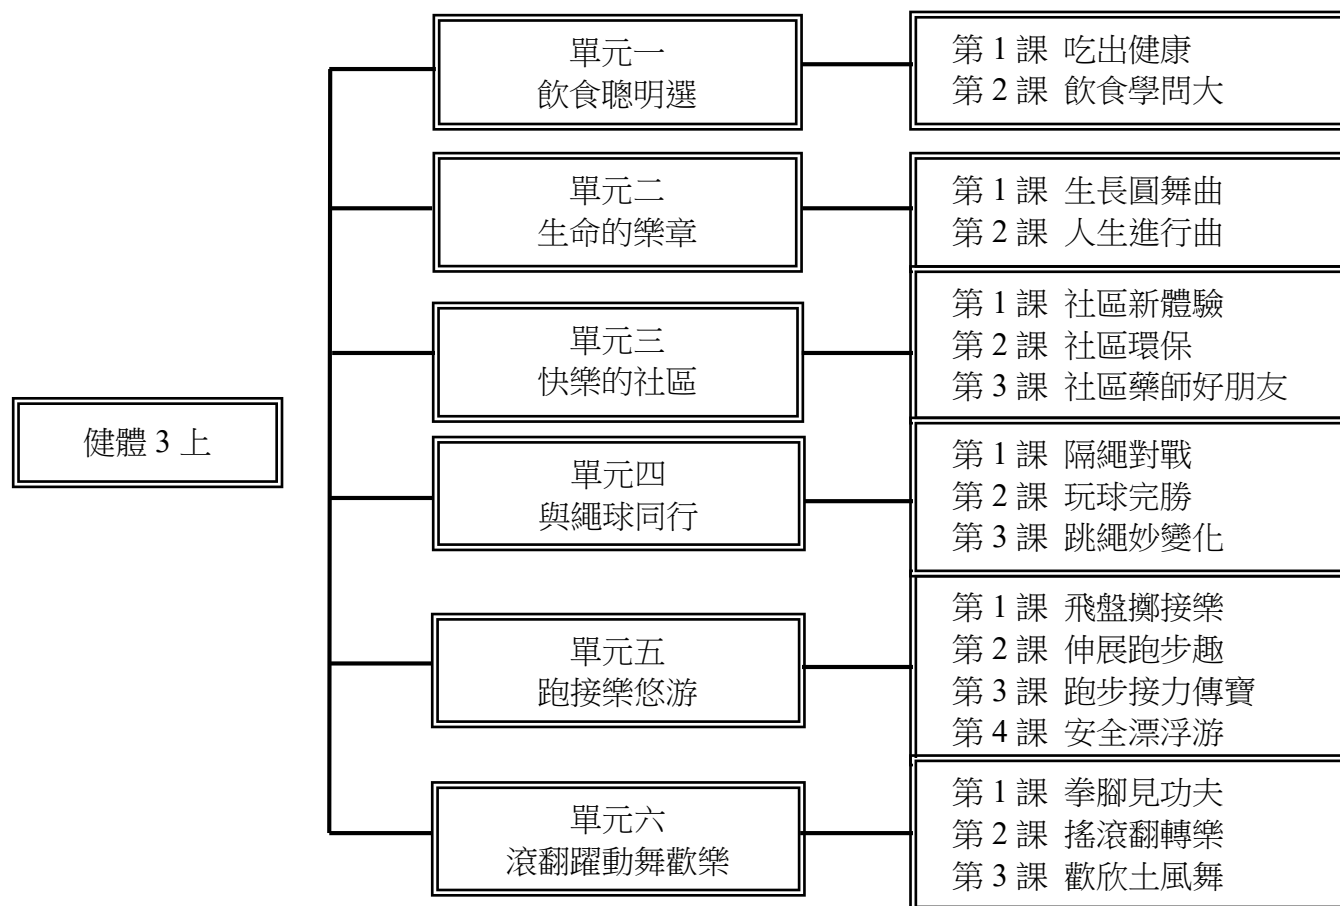 健體 3 上
單元一
飲食聰明選
第 1 課 吃出健康
第 2 課 飲食學問大
單元二
生命的樂章
第 1 課 生長圓舞曲
第 2 課 人生進行曲
單元三
快樂的社區
第 1 課 社區新體驗
第 2 課 社區環保
第 3 課 社區藥師好朋友
單元四
與繩球同行
第 1 課 隔繩對戰
第 2 課 玩球完勝
第 3 課 跳繩妙變化
單元五
跑接樂悠游
第 1 課 飛盤擲接樂
第 2 課 伸展跑步趣
第 3 課 跑步接力傳寶
第 4 課 安全漂浮游
單元六
滾翻躍動舞歡樂
第 1 課 拳腳見功夫
第 2 課 搖滾翻轉樂
第 3 課 歡欣土風舞